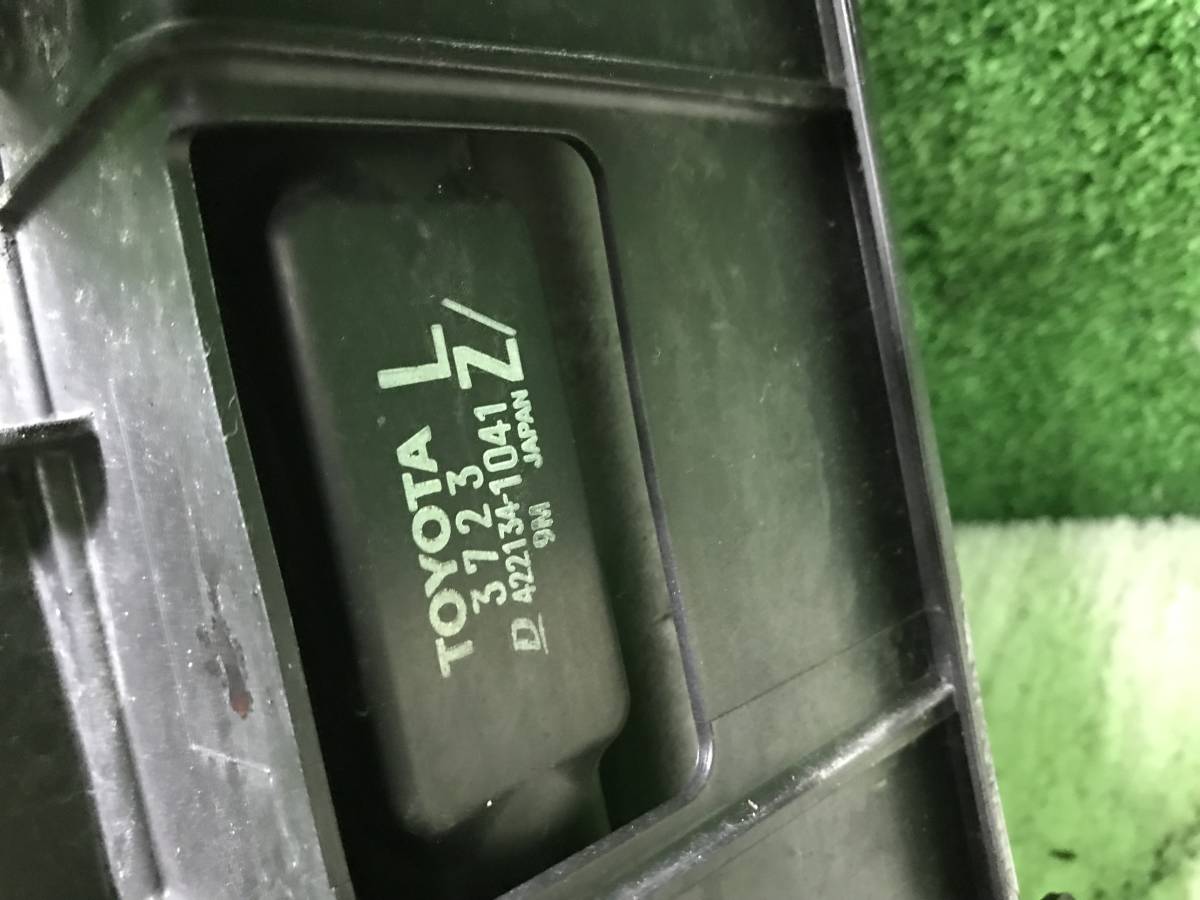 TOYOTA L
3723 Z/
D 422134-1041
9M JAPAN